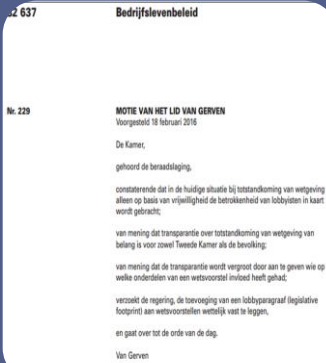 32 637 Bedrijfslevenbeleid
Nr. 229 MOTIE VAN HET LID VAN GERVEN
Voorgesteld 18 februari 2016
De Kamer,
gehoord de beraadslaging,
constaterende dat in de huidige situatie bij totstandkoming van wetgeving
alleen op basis van vrijwilligheid de betrokkenheid van lobbyisten in kaart
wordt gebracht;
van mening dat transparantie over totstandkoming van wetgeving van
belang is voor zowel Tweede Kamer als de bevolking;
van mening dat de transparantie wordt vergroot door aan te geven wie op
welke onderdelen van een wetsvoorstel invloed heeft gehad;
verzoekt de regering, de toevoeging van een lobbyparagraaf (legislative
footprint) aan wetsvoorstellen wettelijk vast te leggen,
en gaat over tot de orde van de dag.
Van Gerven